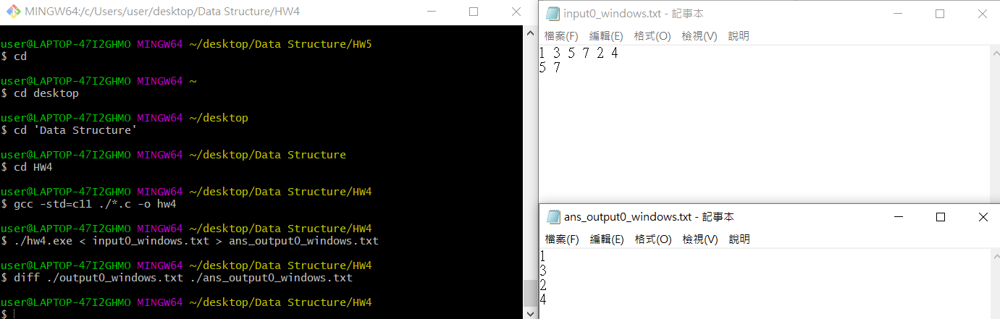 MINGW64:/c/Users/user/desktop/Data Structure/HW4
user@LAPTOP-47I2GHMO MINGW64 ~/desktop/Data Structure/HW5
$ cd
user@LAPTOP-47I2GHMO MINGW64 ~
$ cd desktop
user@LAPTOP-47I2GHMO MINGW64 ~/desktop
$ cd 'Data Structure'
user@LAPTOP-47I2GHMO MINGW64 ~/desktop/Data Structure
$ cd HW4
user@LAPTOP-47I2GHMO MINGW64 ~/desktop/Data Structure/HW4
$ gcc -std=c11 ./*.c -o hw4
user@LAPTOP-47I2GHMO MINGW64 ~/desktop/Data Structure/HW4
$ ./hw4.exe < input0_windows.txt > ans_output0_windows.txt
user@LAPTOP-47I2GHMO MINGW64 ~/desktop/Data Structure/HW4
$ diff ./output0_windows.txt ./ans_output0_windows.txt
user@LAPTOP-47I2GHMO MINGW64 ~/desktop/Data Structure/HW4
$
input0_windows.txt - 記事本
檔案(F) 編輯(E) 格式(O) 檢視(V) 說明
1 3 5 7 2 4
5 7
ans_output0_windows.txt - 記事本
檔案(F) 編輯(E) 格式(O) 檢視(V) 說明
1
3
2
4